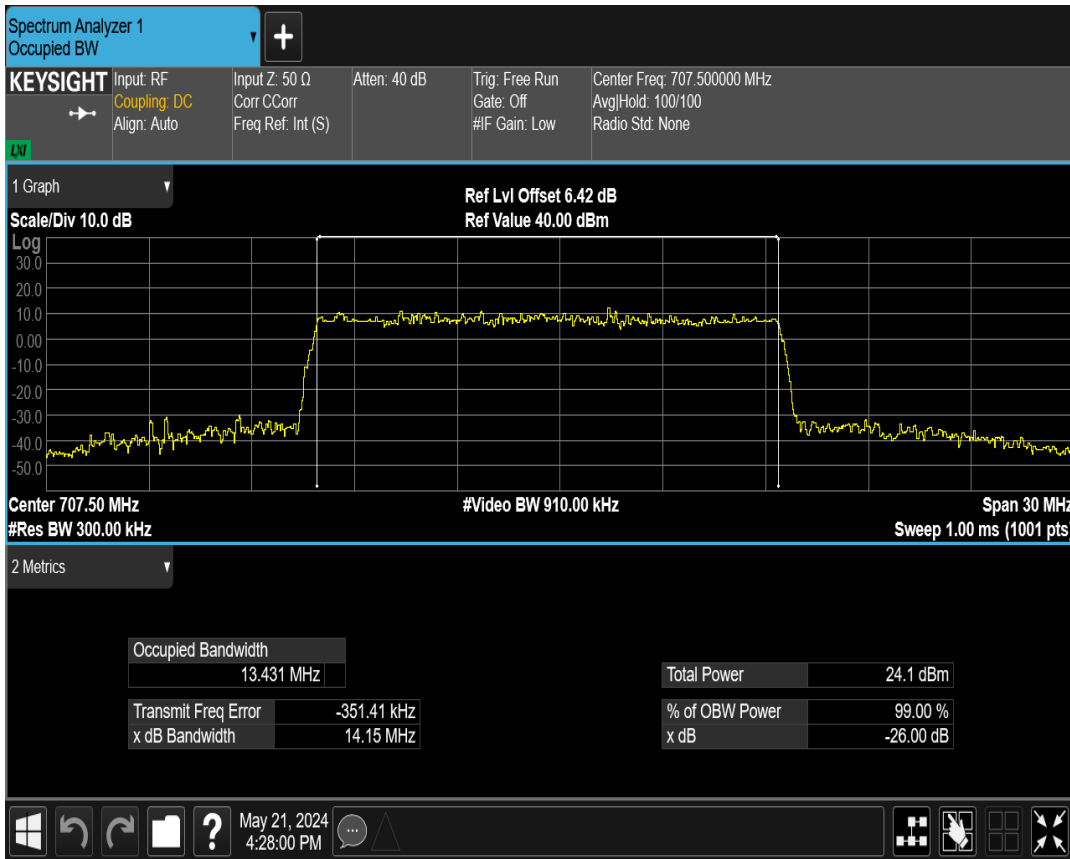 Spectrum Analyzer 1
Occupied BW
KEYSIGHT
LXI
Input: RF
Coupling: DC
Align: Auto
Input Z: 50 Ω
Corr CCorr
Freq Ref: Int (S)
Atten: 40 dB
Trig: Free Run
Gate: Off
#IF Gain: Low
Center Freq: 707.500000 MHz
Avg|Hold: 100/100
Radio Std: None
1 Graph
Scale/Div 10.0 dB
Ref Lvl Offset 6.42 dB
Ref Value 40.00 dBm
Log
30.0
20.0
10.0
0.00
-10.0
-20.0
-30.0
-40.0
-50.0
Center 707.50 MHz
#Video BW 910.00 kHz
Span 30 MHz
#Res BW 300.00 kHz
Sweep 1.00 ms (1001 pts)
2 Metrics
Occupied Bandwidth
13.431 MHz
Total Power 24.1 dBm
Transmit Freq Error -351.41 kHz
% of OBW Power 99.00 %
x dB Bandwidth 14.15 MHz
x dB -26.00 dB
May 21, 2024
4:28:00 PM